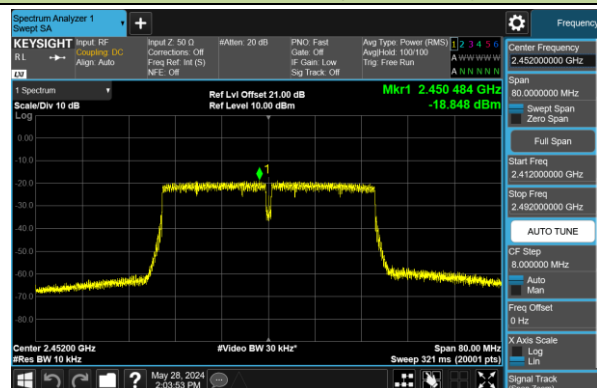 Spectrum Analyzer 1
Swept SA
Frequency
KEYSIGHT
Input: RF
Coupling: DC
Align: Auto
Input Z: 50 Ω
Corrections: Off
Freq Ref: Int (S)
NFE: Off
#Atten: 20 dB
PNO: Fast
Gate: Off
IF Gain: Low
Sig Track: Off
Avg Type: Power (RMS)
Avg|Hold: 100/100
Trig: Free Run
1 2 3 4 5 6
A W W W W W
A N N N N N
RL
LXI
1 Spectrum
Scale/Div 10 dB
Log
Ref Lvl Offset 21.00 dB
Ref Level 10.00 dBm
Mkr1 2.450 484 GHz
-18.848 dBm
0.00
-10.0
-20.0
-30.0
-40.0
-50.0
-60.0
-70.0
-80.0
1
Center 2.45200 GHz
#Res BW 10 kHz
#Video BW 30 kHz*
Span 80.00 MHz
Sweep 321 ms (20001 pts)
May 28, 2024
2:03:53 PM
Center Frequency
2.452000000 GHz
Span
80.0000000 MHz
Swept Span
Zero Span
Full Span
Start Freq
2.412000000 GHz
Stop Freq
2.492000000 GHz
AUTO TUNE
CF Step
8.000000 MHz
Auto
Man
Freq Offset
0 Hz
X Axis Scale
Log
Lin
Signal Track